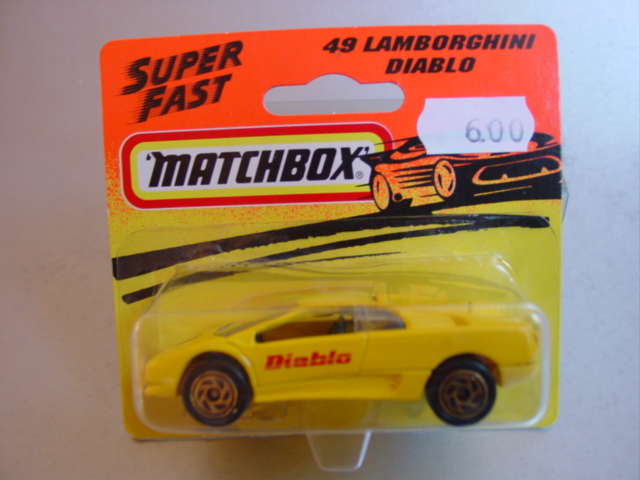 SUPER FAST
49 LAMBORGHINI
DIABLO
6.00
"MATCHBOX"®
Diablo